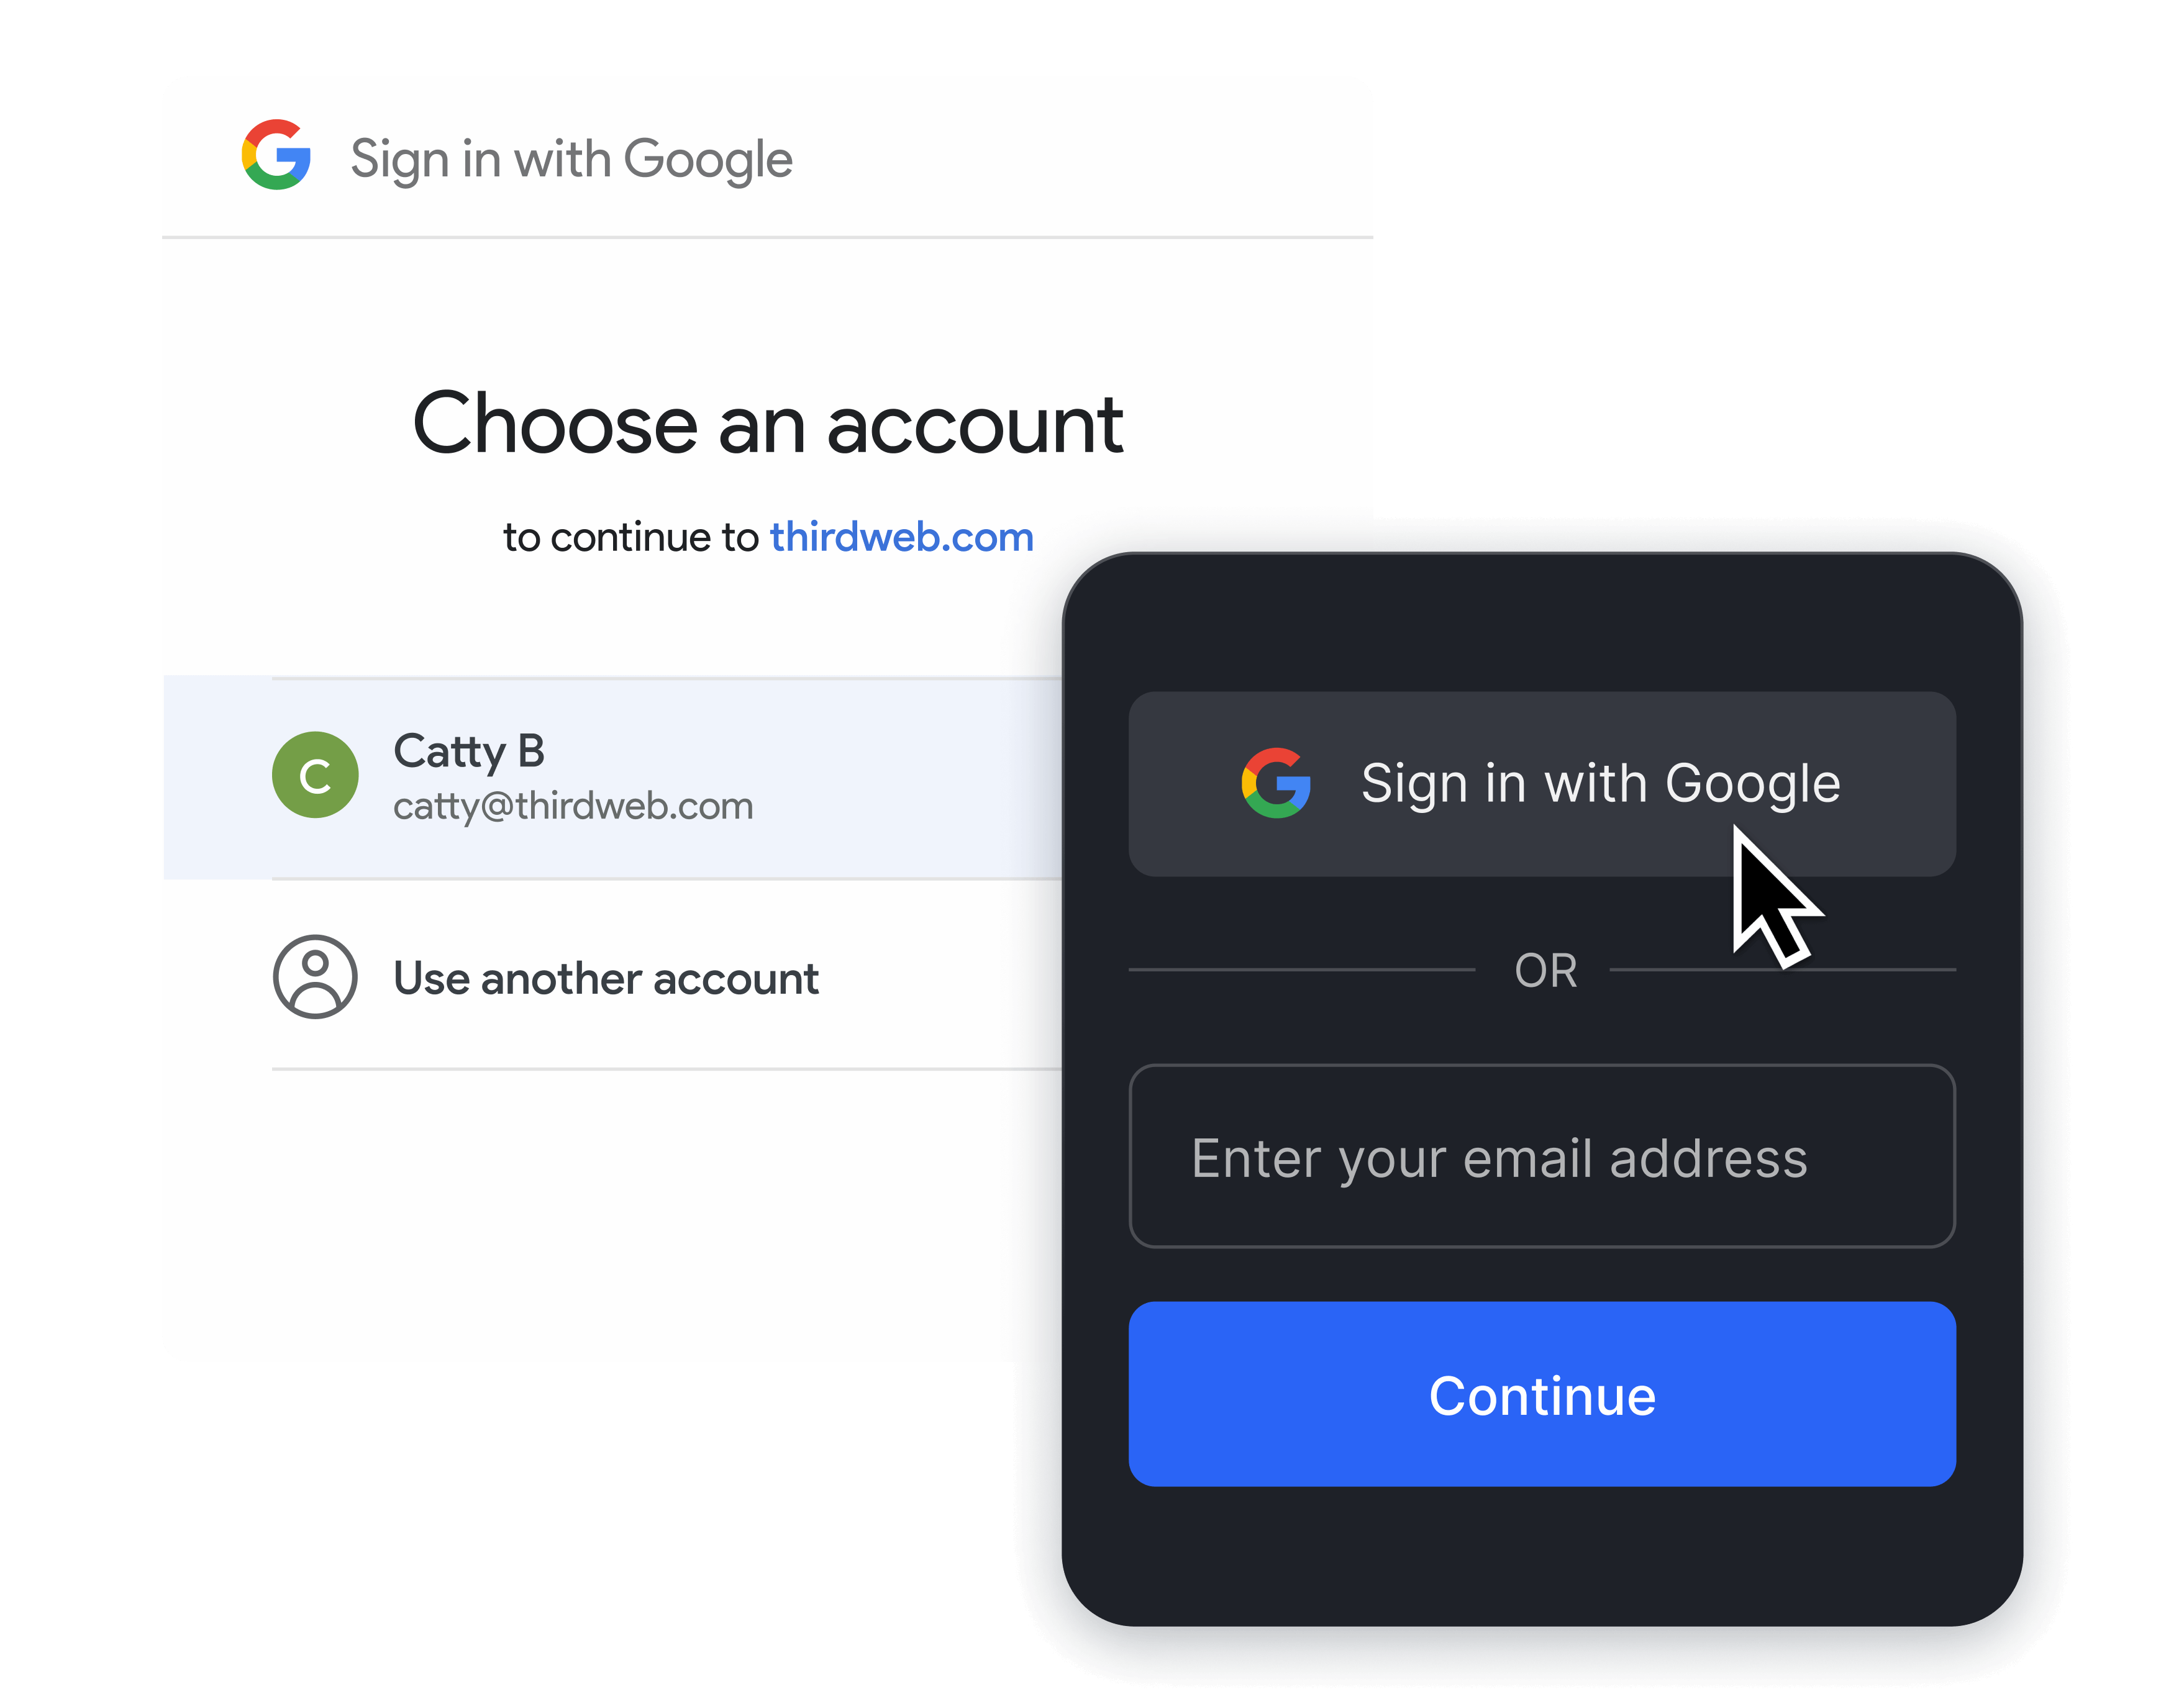 Sign in with Google
Choose an account
to continue to thirdweb.com
C
Catty B
catty@thirdweb.com
Use another account
Sign in with Google
OR
Enter your email address
Continue